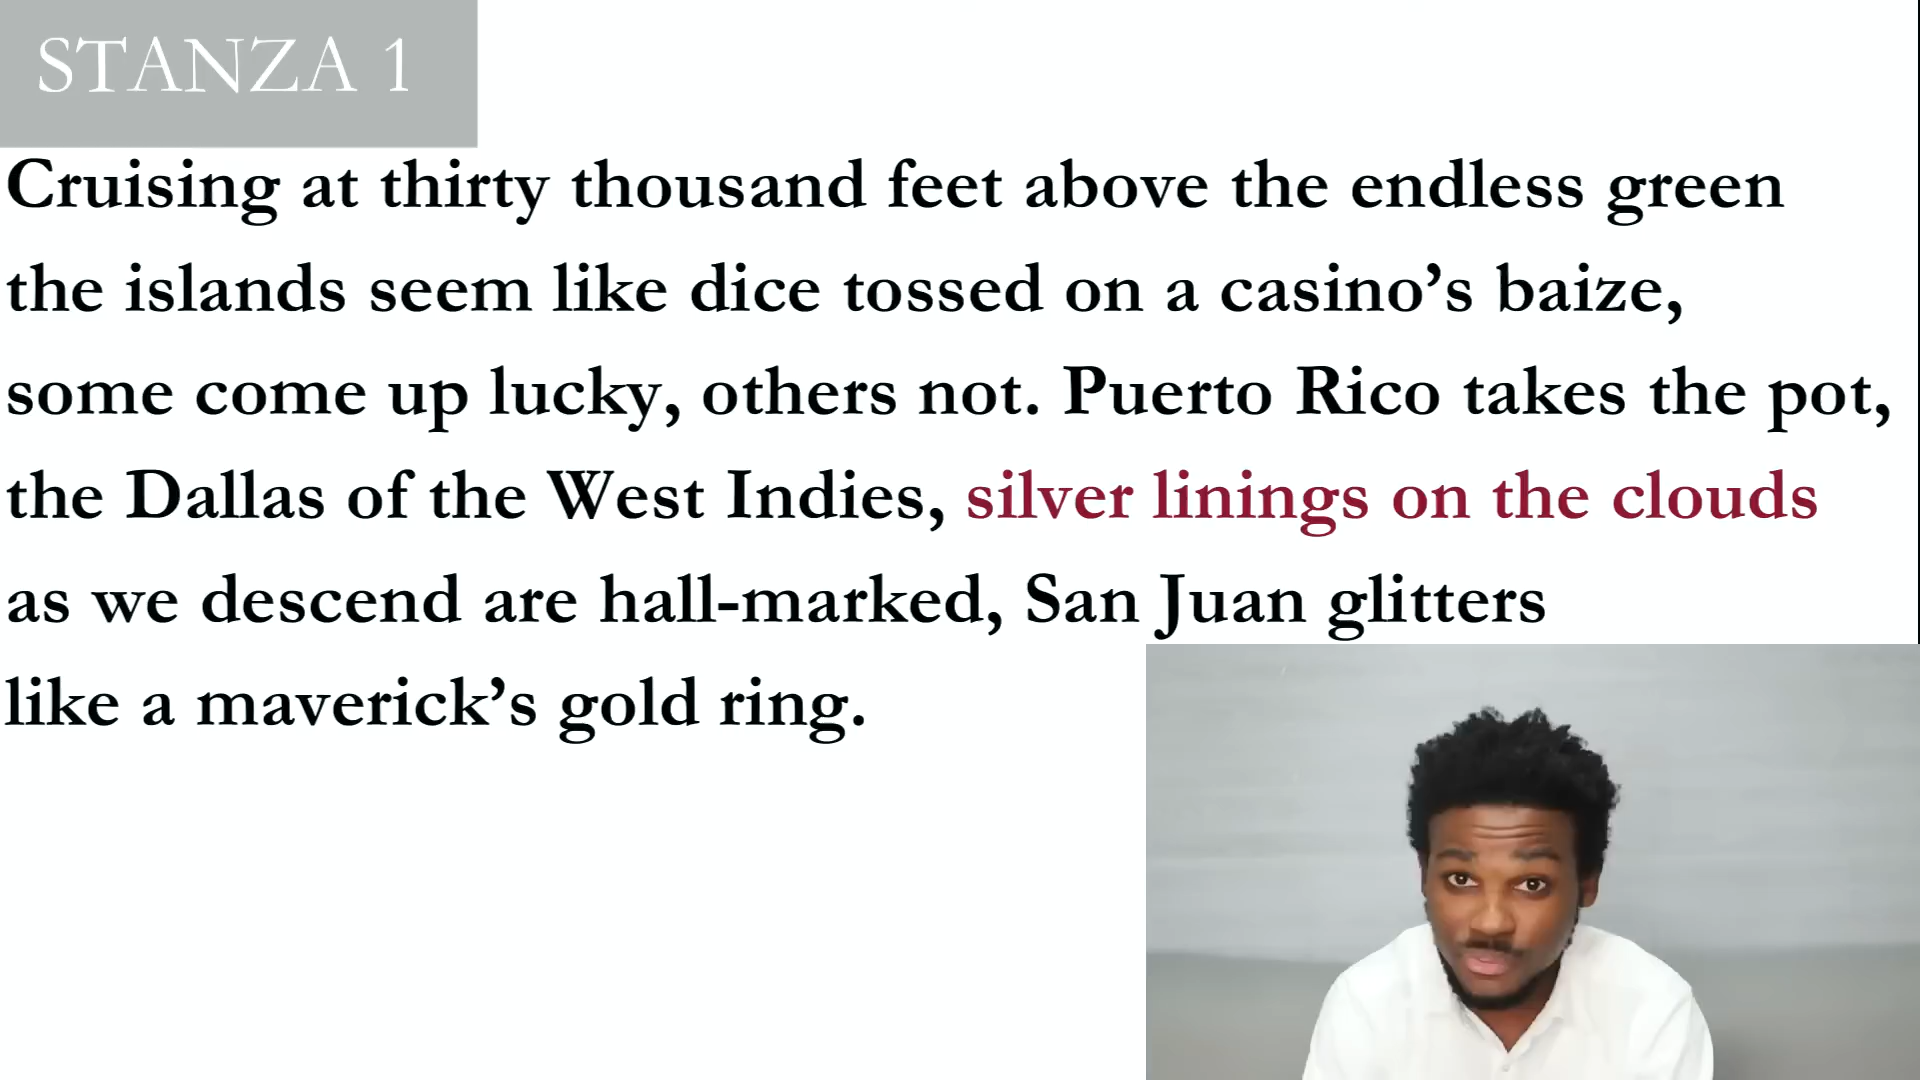 STANZA 1
Cruising at thirty thousand feet above the endless green
the islands seem like dice tossed on a casino’s baize,
some come up lucky, others not. Puerto Rico takes the pot,
the Dallas of the West Indies, silver linings on the clouds
as we descend are hall-marked, San Juan glitters
like a maverick’s gold ring.